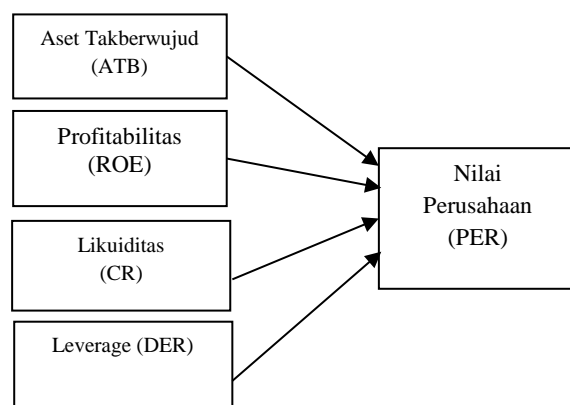 Aset Takberwujud
(ATB)
Profitabilitas
(ROE)
Likuiditas
(CR)
Leverage (DER)
Nilai
Perusahaan
(PER)